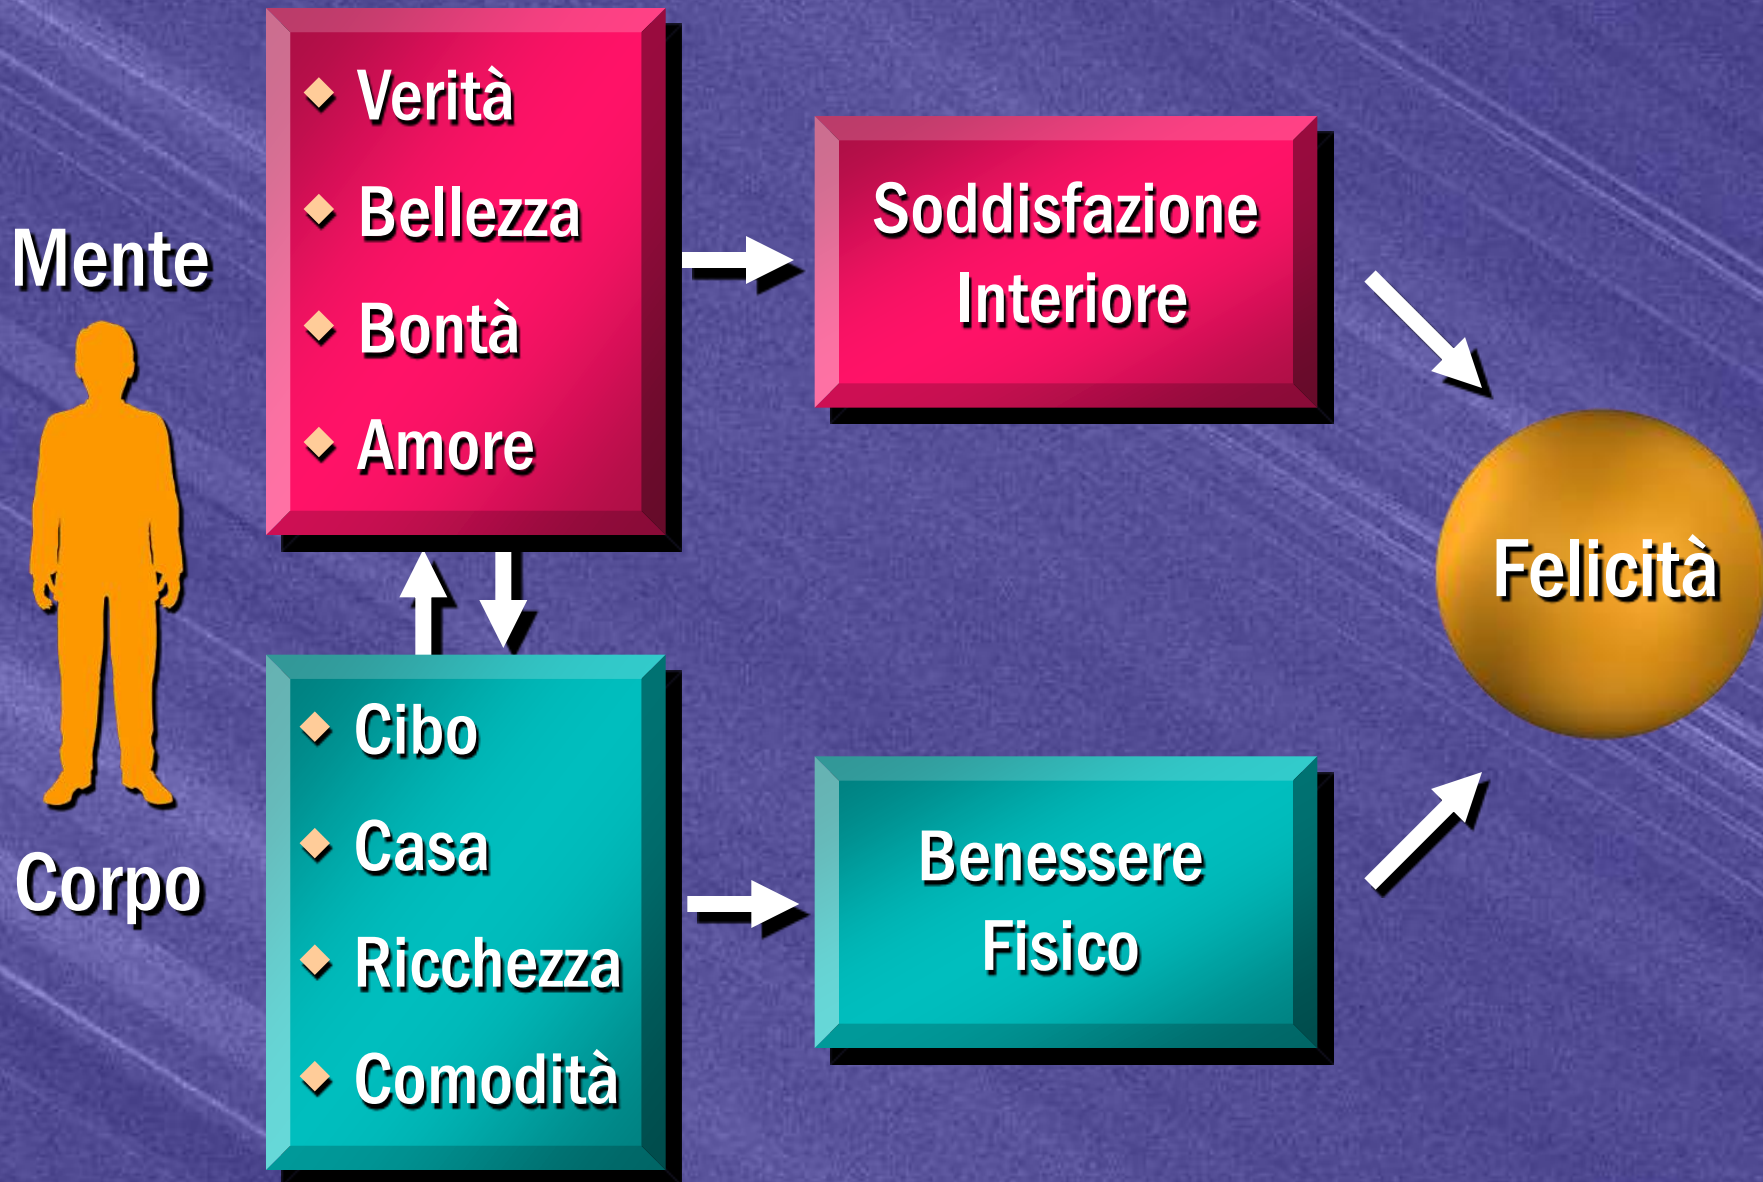 Mente
Verità
Bellezza
Bontà
Amore
Soddisfazione
Interiore
Felicità
Corpo
Cibo
Casa
Ricchezza
Comodità
Benessere
Fisico